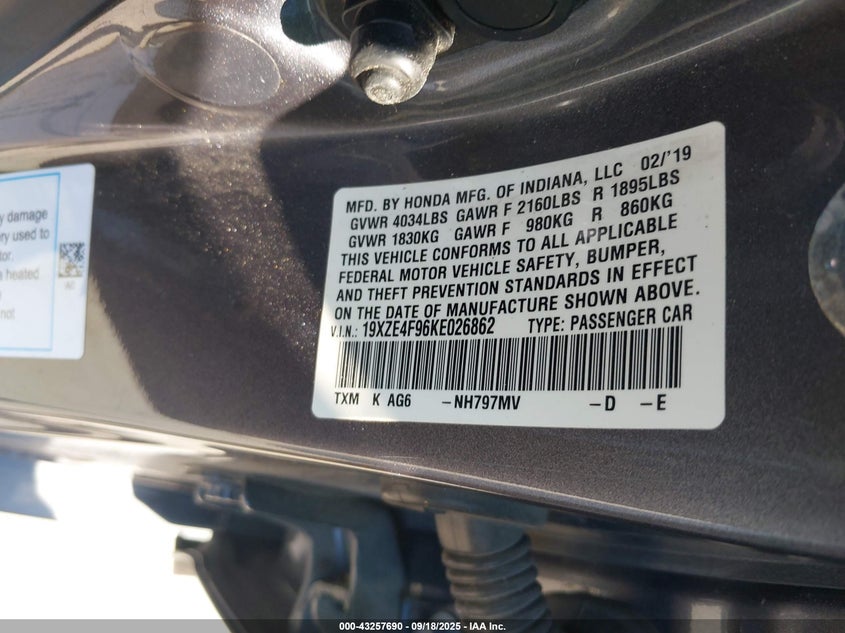 y damage
ry used to
tor.
a heated
not
MFD. BY HONDA MFG. OF INDIANA, LLC 02/'19
GVWR 4034LBS GAWR F 2160LBS R 1895LBS
GVWR 1830KG GAWR F 980KG R 860KG
THIS VEHICLE CONFORMS TO ALL APPLICABLE
FEDERAL MOTOR VEHICLE SAFETY, BUMPER,
AND THEFT PREVENTION STANDARDS IN EFFECT
ON THE DATE OF MANUFACTURE SHOWN ABOVE.
V.I.N.: 19XZE4F96KE026862 TYPE: PASSENGER CAR
TXM K AG6 -NH797MV -D -E
000-43257690 - 09/18/2025 - IAA Inc.